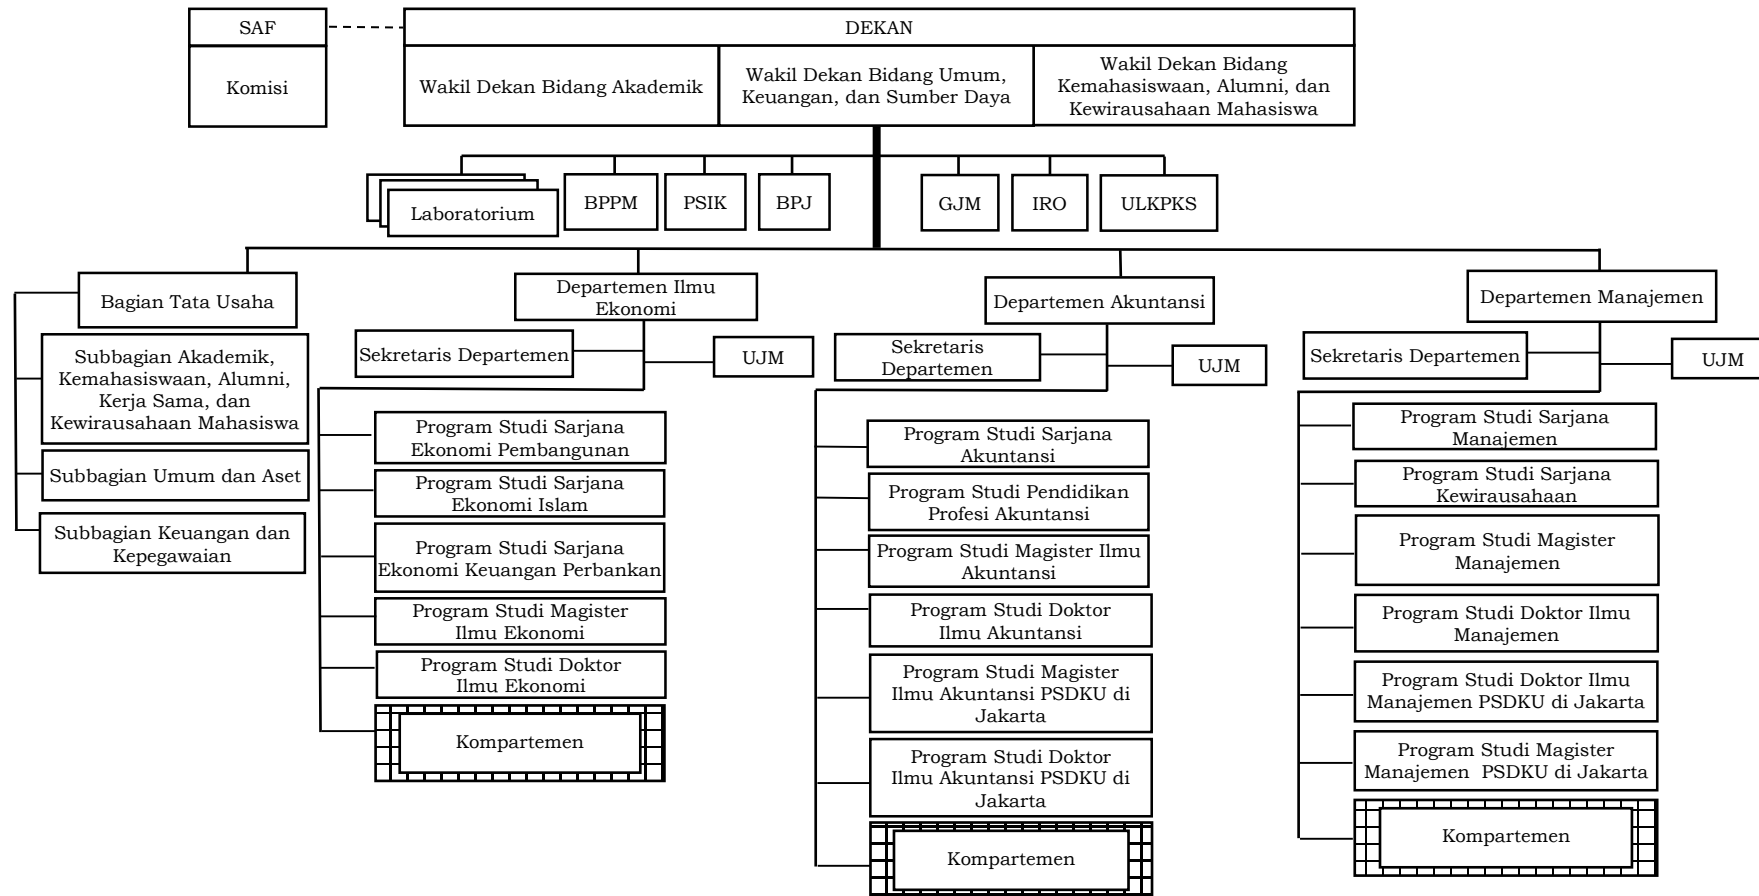 SAF
DEKAN
Komisi
Wakil Dekan Bidang Akademik
Wakil Dekan Bidang Umum,
Keuangan, dan Sumber Daya
Wakil Dekan Bidang
Kemahasiswaan, Alumni, dan
Kewirausahaan Mahasiswa
Laboratorium
BPPM
PSIK
BPJ
GJM
IRO
ULKPKS
Bagian Tata Usaha
Subbagian Akademik,
Kemahasiswaan, Alumni,
Kerja Sama, dan
Kewirausahaan Mahasiswa
Subbagian Umum dan Aset
Subbagian Keuangan dan
Kepegawaian
Departemen Ilmu
Ekonomi
Sekretaris Departemen
UJM
Program Studi Sarjana
Ekonomi Pembangunan
Program Studi Sarjana
Ekonomi Islam
Program Studi Sarjana
Ekonomi Keuangan Perbankan
Program Studi Magister
Ilmu Ekonomi
Program Studi Doktor
Ilmu Ekonomi
Kompartemen
Departemen Akuntansi
Sekretaris
Departemen
UJM
Program Studi Sarjana
Akuntansi
Program Studi Pendidikan
Profesi Akuntansi
Program Studi Magister Ilmu
Akuntansi
Program Studi Doktor
Ilmu Akuntansi
Program Studi Magister
Ilmu Akuntansi PSDKU di
Jakarta
Program Studi Doktor
Ilmu Akuntansi PSDKU di
Jakarta
Kompartemen
Departemen Manajemen
Sekretaris Departemen
UJM
Program Studi Sarjana
Manajemen
Program Studi Sarjana
Kewirausahaan
Program Studi Magister
Manajemen
Program Studi Doktor Ilmu
Manajemen
Program Studi Doktor Ilmu
Manajemen PSDKU di Jakarta
Program Studi Magister
Manajemen PSDKU di Jakarta
Kompartemen